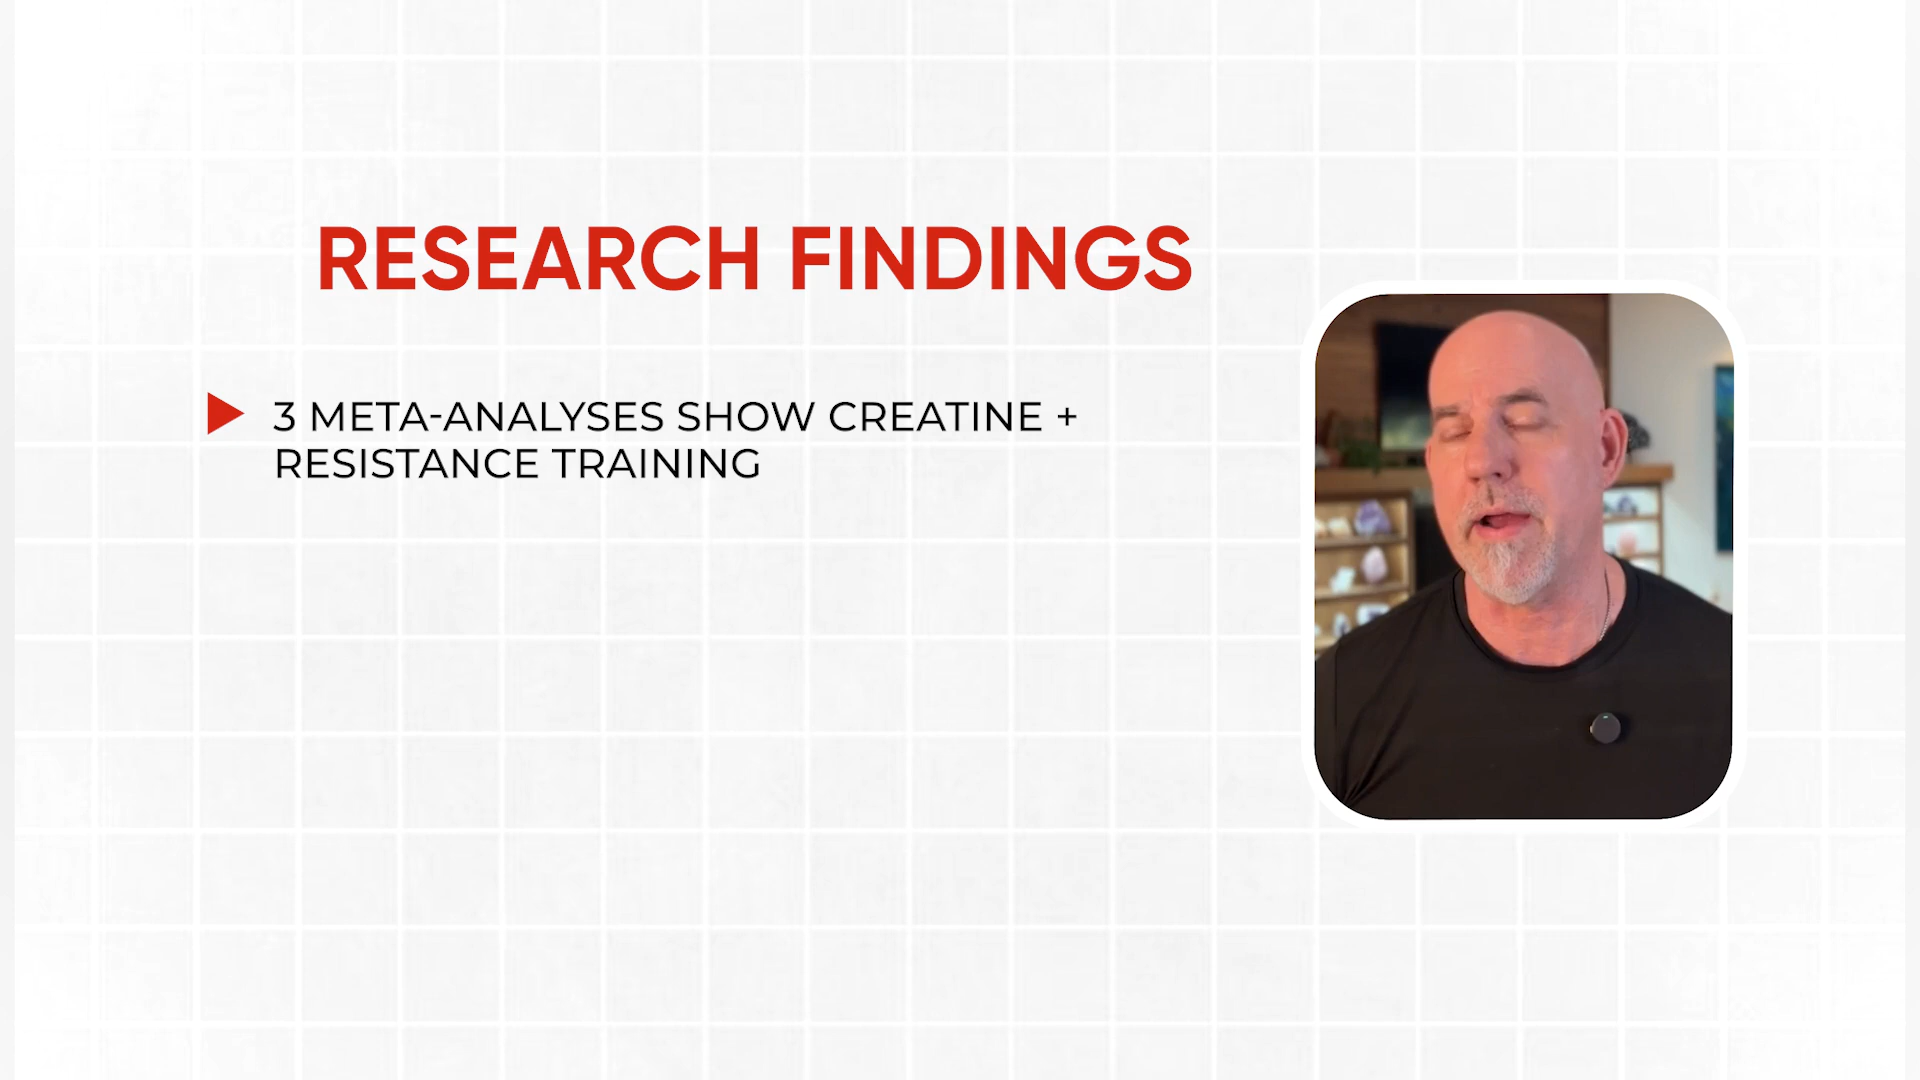 RESEARCH FINDINGS
3 META-ANALYSES SHOW CREATINE +
RESISTANCE TRAINING